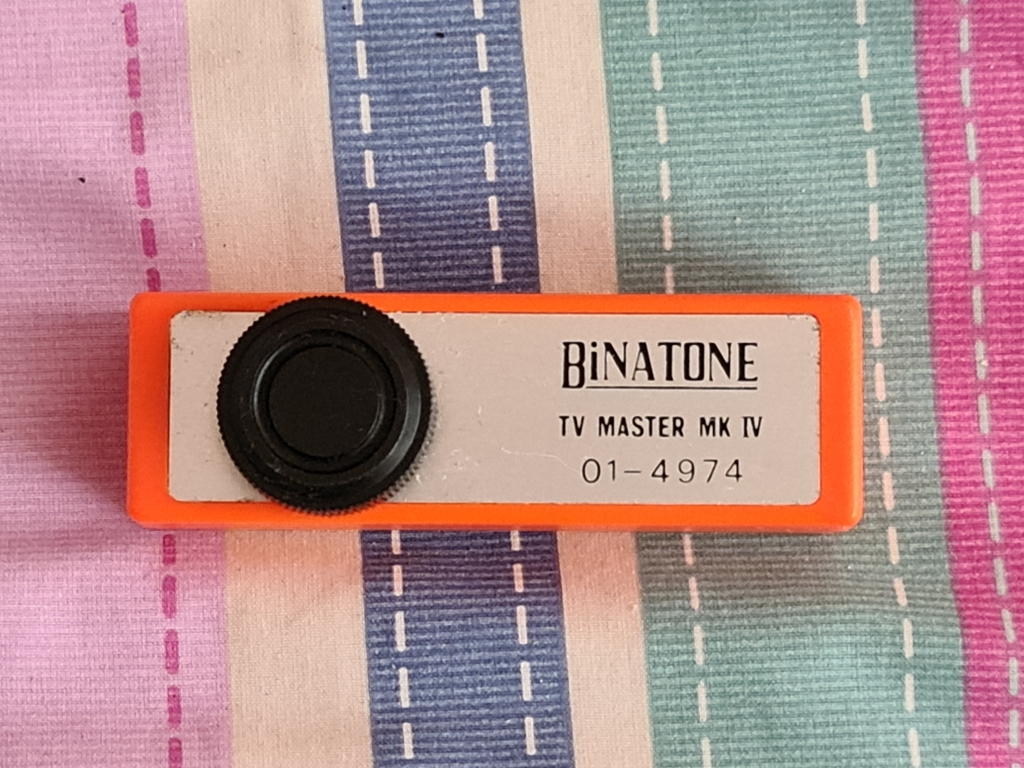 BiNATONE
TV MASTER MK IV
01-4974